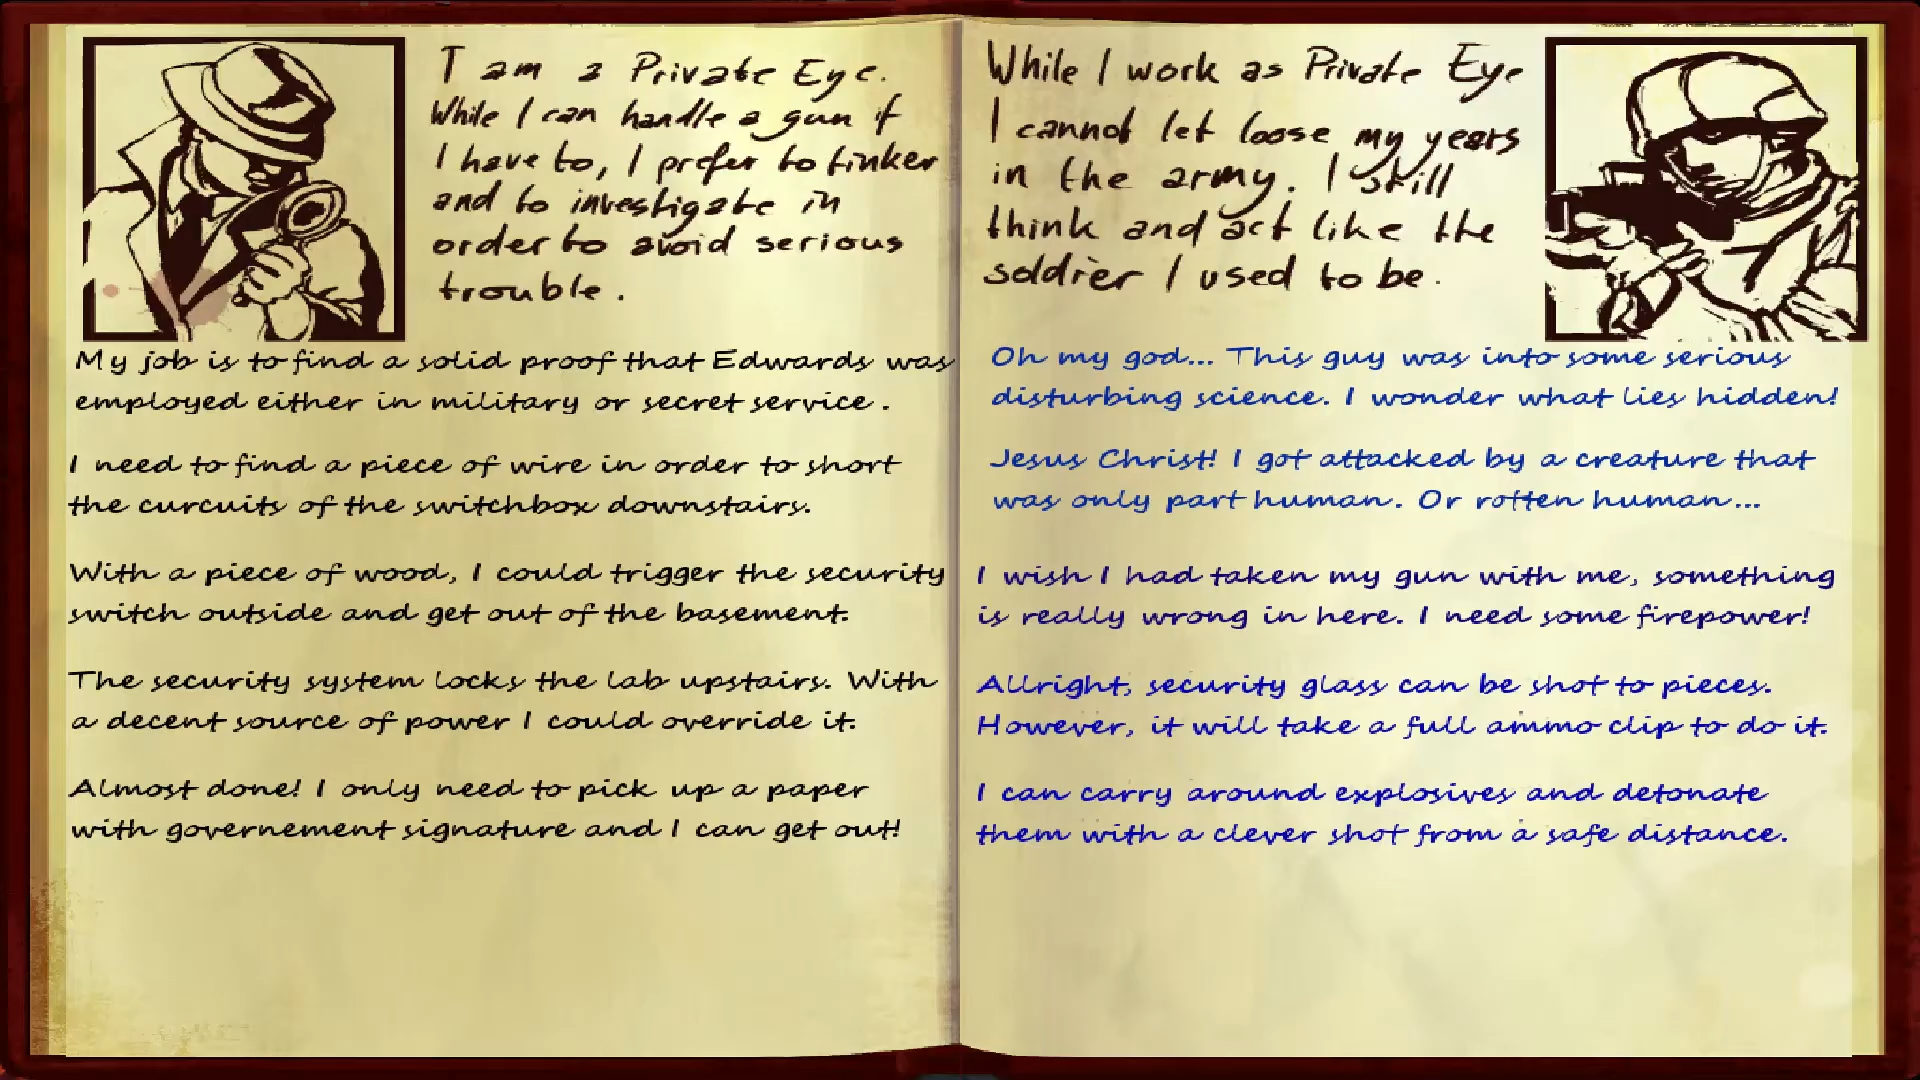 I am a Private Eye.
While I can handle a gun if
I have to, I prefer to tinker
and to investigate in
order to avoid serious
trouble.
My job is to find a solid proof that Edwards was
employed either in military or secret service.
I need to find a piece of wire in order to short
the curcuits of the switchbox downstairs.
With a piece of wood, I could trigger the security
switch outside and get out of the basement.
The security system locks the lab upstairs. With
a decent source of power I could override it.
Almost done! I only need to pick up a paper
with governement signature and I can get out!
While I work as Private Eye
I cannot let loose my years
in the army. I still
think and act like the
soldier I used to be.
Oh my god... This guy was into some serious
disturbing science. I wonder what lies hidden!
Jesus Christ! I got attacked by a creature that
was only part human. Or rotten human...
I wish I had taken my gun with me, something
is really wrong in here. I need some firepower!
Allright, security glass can be shot to pieces.
However, it will take a full ammo clip to do it.
I can carry around explosives and detonate
them with a clever shot from a safe distance.